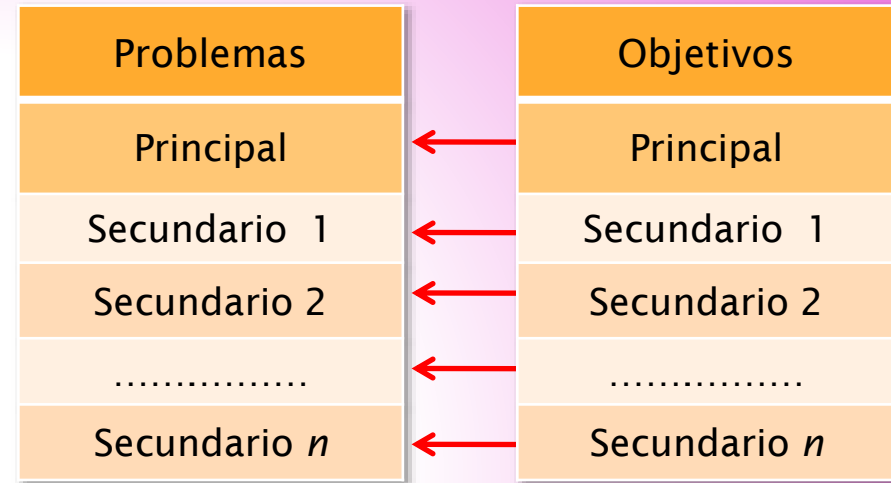 Problemas
Principal
Secundario 1
Secundario 2
.................
Secundario n
Objetivos
Principal
Secundario 1
Secundario 2
.................
Secundario n